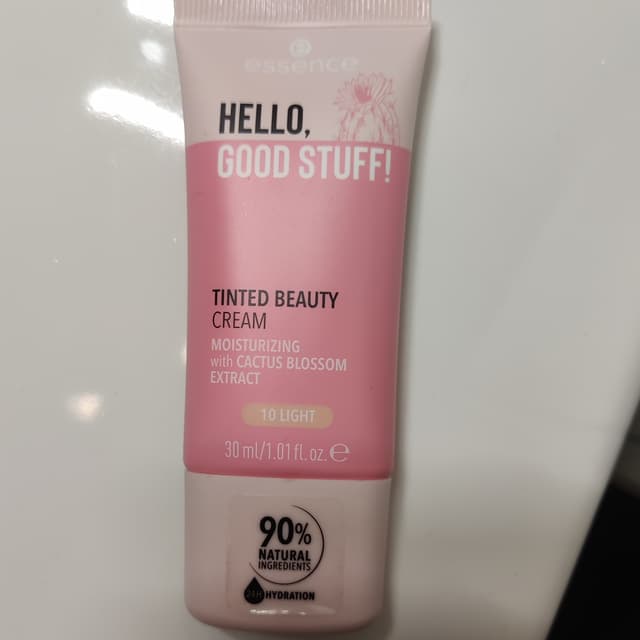 essence
HELLO,
GOOD STUFF!
TINTED BEAUTY
CREAM
MOISTURIZING
with CACTUS BLOSSOM
EXTRACT
10 LIGHT
30 ml/1.01 fl. oz. ℮
90%
NATURAL
INGREDIENTS
24H HYDRATION